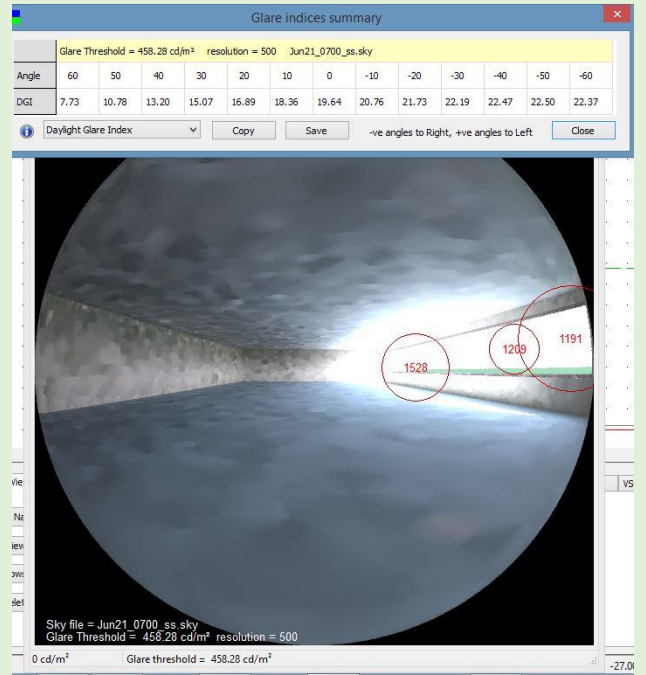 Glare indices summary
Glare Threshold = 458.28 cd/m² resolution = 500 Jun21_0700_ss.sky
Angle 60 50 40 30 20 10 0 -10 -20 -30 -40 -50 -60
DGI 7.73 10.78 13.20 15.07 16.89 18.36 19.64 20.76 21.73 22.19 22.47 22.50 22.37
Daylight Glare Index Copy Save -ve angles to Right, +ve angles to Left Close
1191
1209
1528
VS
Sky file = Jun21_0700_ss.sky
Glare Threshold = 458.28 cd/m² resolution = 500
0 cd/m² Glare threshold = 458.28 cd/m²
-27.00